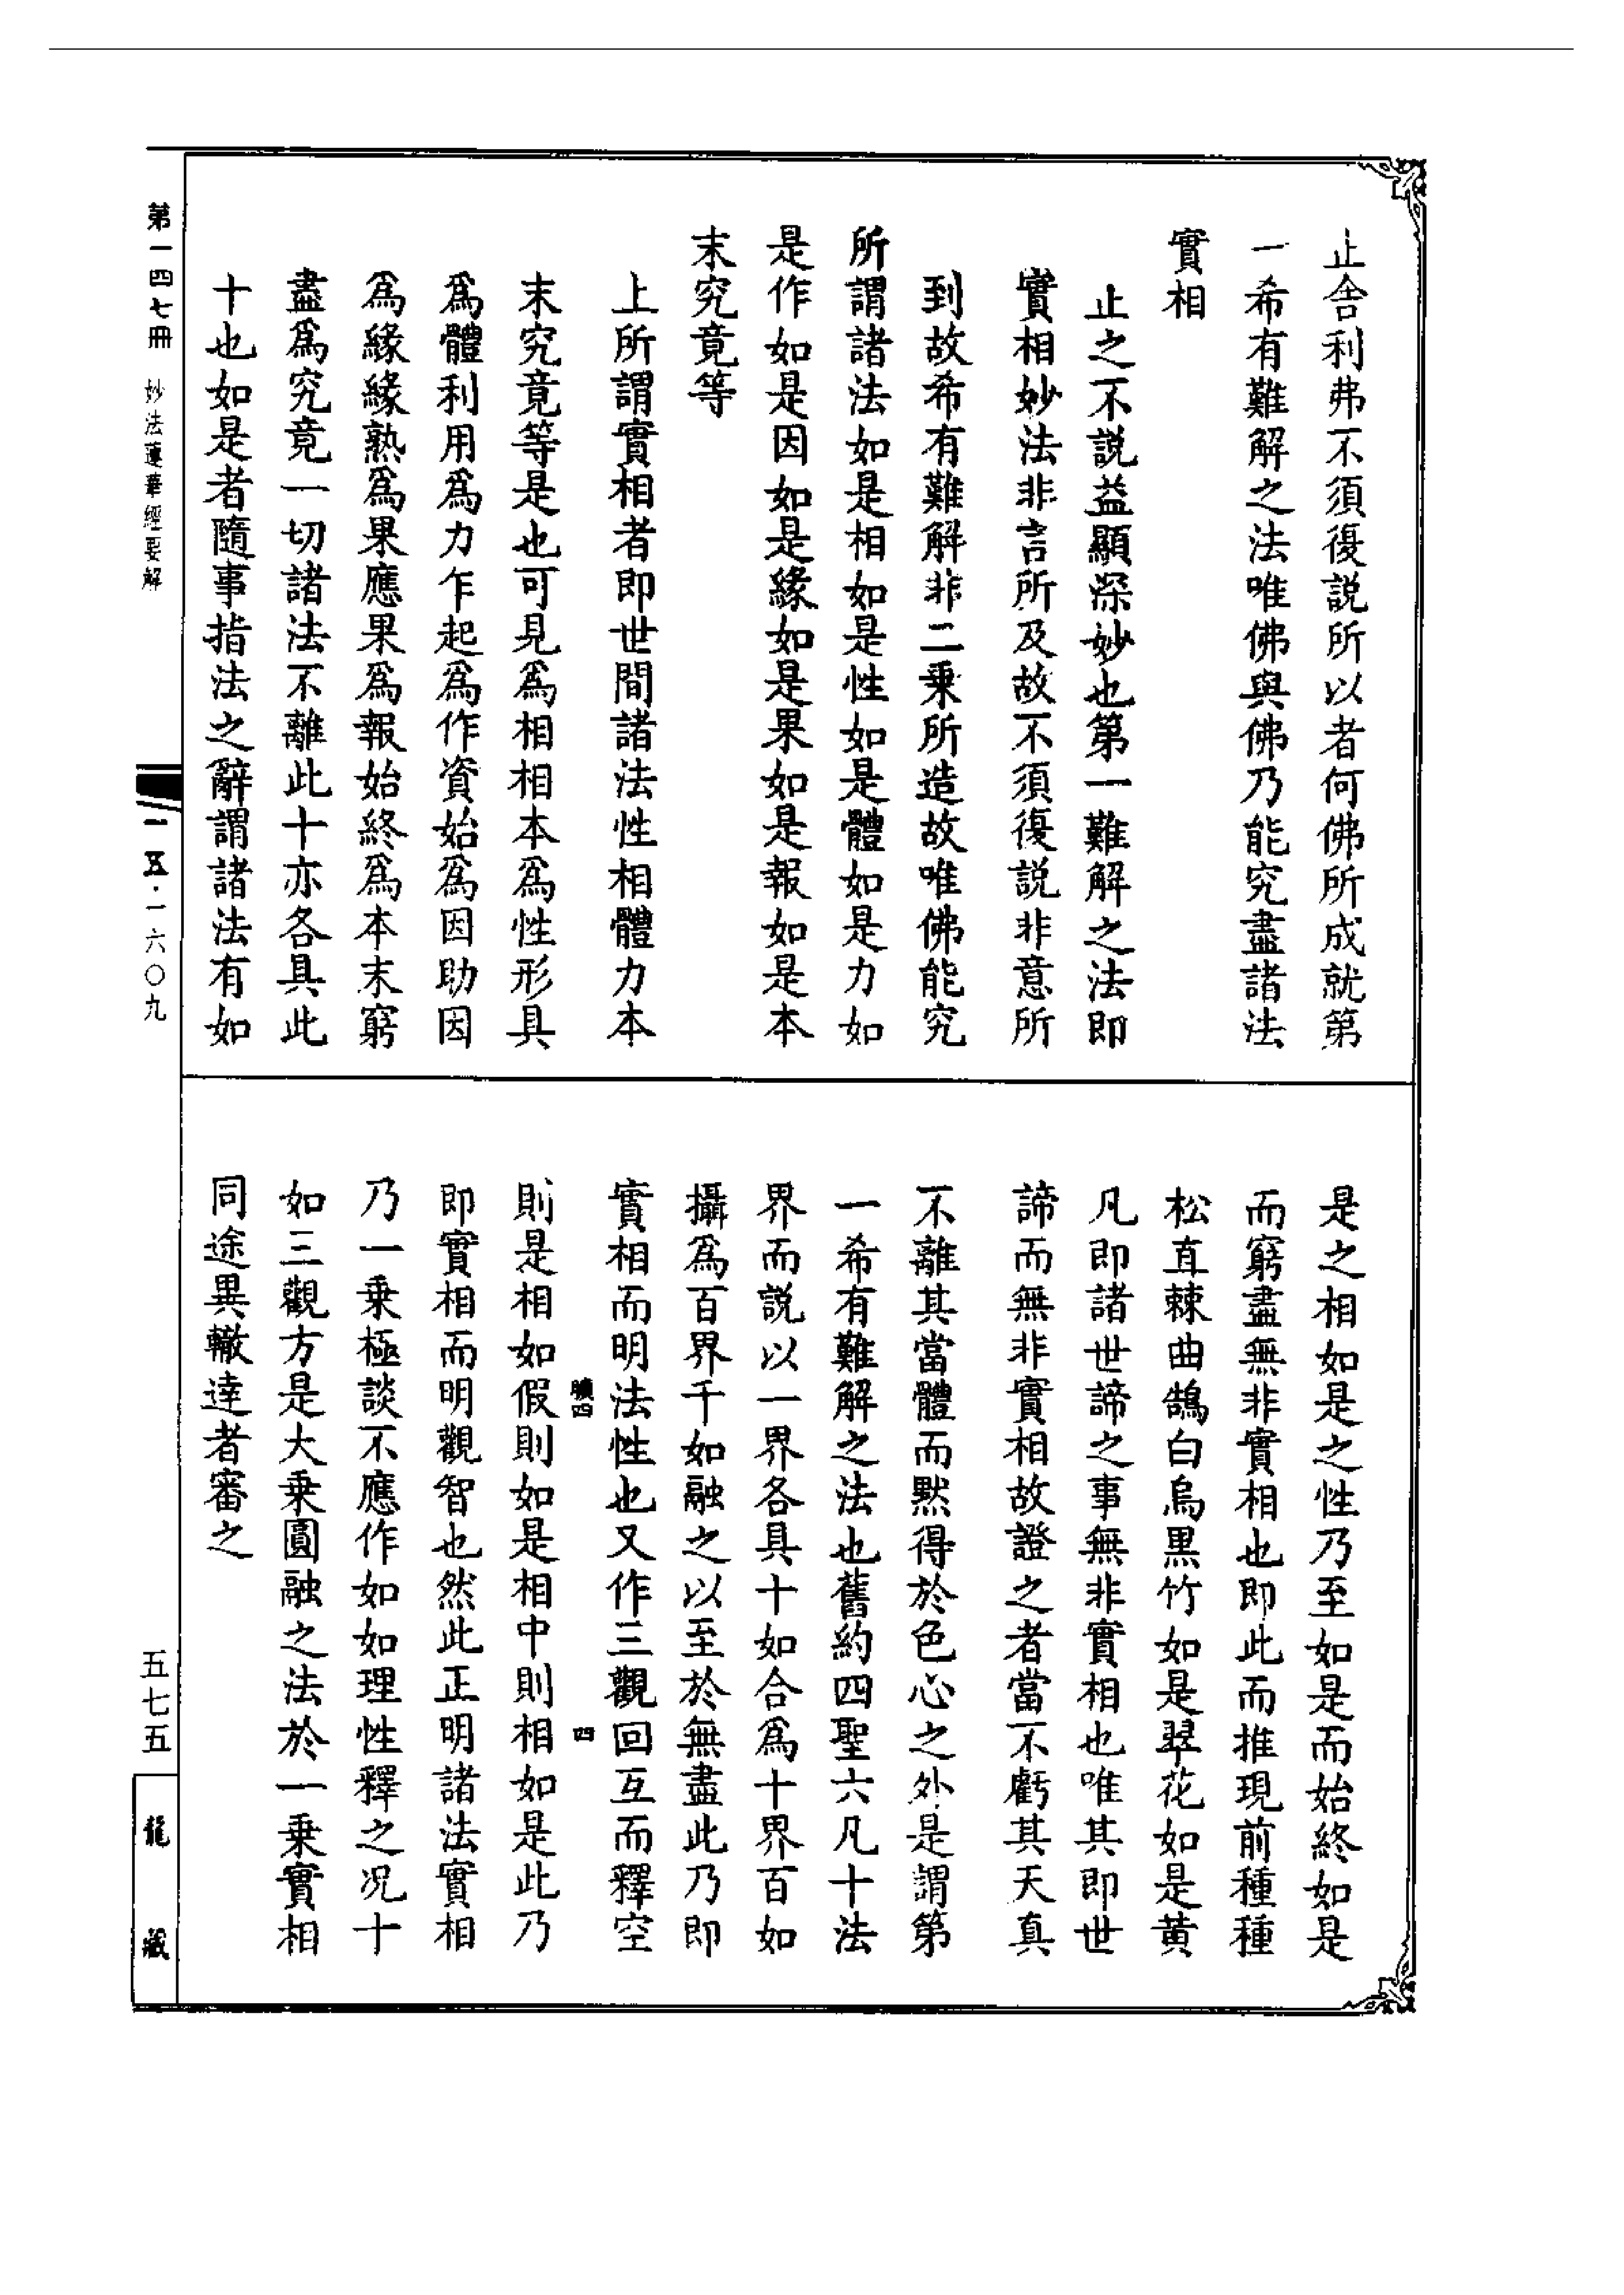 止舍利弗不須復説所以者何佛所成就第
一希有難解之法唯佛與佛乃能究盡諸法
實相
止之不説益顯深妙也第一難解之法即
實相妙法非言所及故不須復説非意所
到故希有難解非二乗所造故唯佛能究
所謂諸法如是相如是性如是體如是力如
是作如是因如是緣如是果如是報如是本
末究竟等
上所謂實相者即世間諸法性相體力本
末究竟等是也可見爲相相本爲性形具
爲體利用爲力乍起爲作資始爲因助因
爲緣緣熟爲果應果爲報始終爲本末窮
盡爲究竟一切諸法不離此十亦各具此
十也如是者隨事指法之辭謂諸法有如
是之相如是之性乃至如是而始終如是
而窮盡無非實相也即此而推現前種種
松直棘曲鵠白烏黒竹如是翠花如是黄
凡即諸世諦之事無非實相也唯其即世
諦而無非實相故證之者當不虧其天真
不離其當體而黙得於色心之外是謂第
一希有難解之法也舊約四聖六凡十法
界而説以一界各具十如合爲十界百如
攝爲百界千如融之以至於無盡此乃即
實相而明法性也又作三觀回互而釋空
則是相如假則如是相中則相如是此乃
即實相而明觀智也然此正明諸法實相
乃一乗極談不應作如如理性釋之况十
如三觀方是大乗圓融之法於一乗實相
同途異轍達者審之
四
四
第一四七冊
妙法蓮華經要解
一五·一六〇九
五七五
龍藏